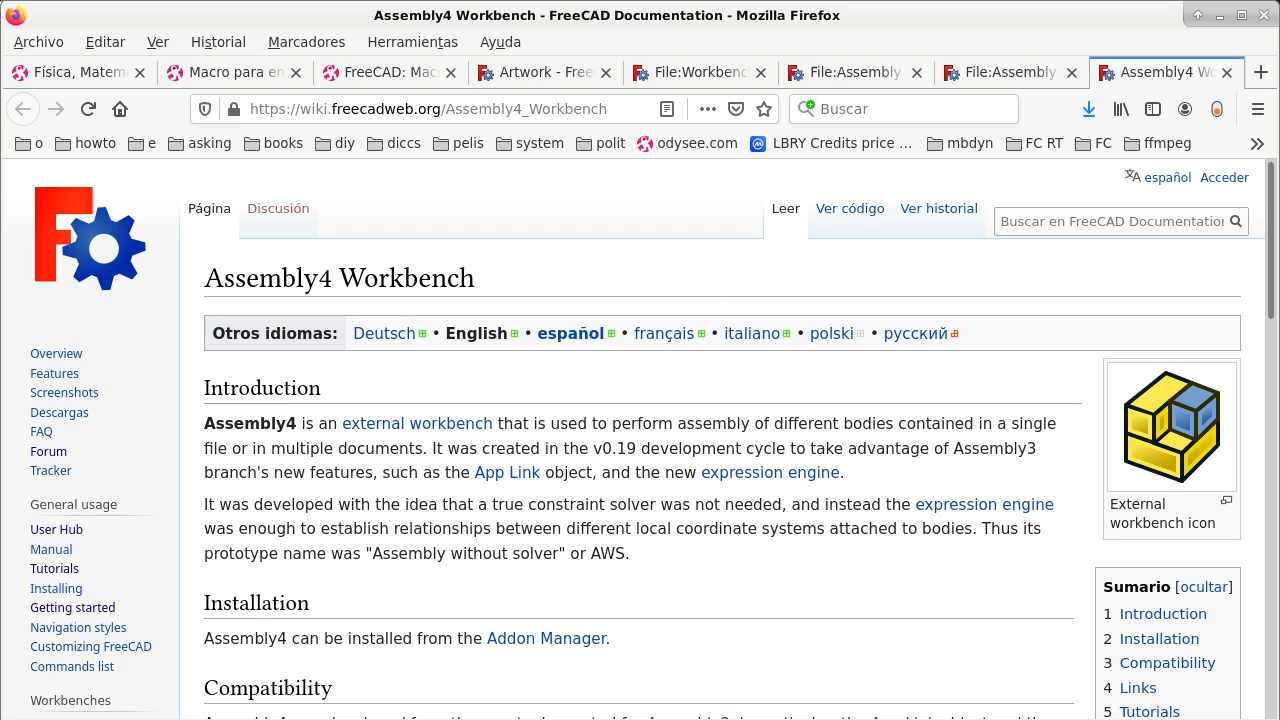 Assembly4 Workbench - FreeCAD Documentation - Mozilla Firefox
Archivo Editar Ver Historial Marcadores Herramientas Ayuda
Física, Matem Macro para en FreeCAD: Mac Artwork - Free File:Workbenc File:Assembly File:Assembly Assembly4 Wo
https://wiki.freecadweb.org/Assembly4_Workbench Buscar
o howto e asking books diy diccs pelis system polit odysee.com LBRY Credits price ... mbdyn FC RT FC ffmpeg
español Acceder
Página Discusión Leer Ver código Ver historial Buscar en FreeCAD Documentation
Assembly4 Workbench
Otros idiomas: Deutsch • English • español • français • italiano • polski • русский
Overview
Features
Screenshots
Descargas
FAQ
Forum
Tracker
General usage
User Hub
Manual
Tutorials
Installing
Getting started
Navigation styles
Customizing FreeCAD
Commands list
Workbenches
Introduction
Assembly4 is an external workbench that is used to perform assembly of different bodies contained in a single
file or in multiple documents. It was created in the v0.19 development cycle to take advantage of Assembly3
branch's new features, such as the App Link object, and the new expression engine.
It was developed with the idea that a true constraint solver was not needed, and instead the expression engine
was enough to establish relationships between different local coordinate systems attached to bodies. Thus its
prototype name was "Assembly without solver" or AWS.
Installation
Assembly4 can be installed from the Addon Manager.
Compatibility
External
workbench icon
Sumario [ocultar]
1 Introduction
2 Installation
3 Compatibility
4 Links
5 Tutorials